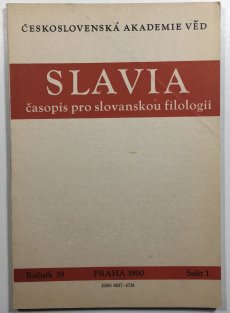 ČESKOSLOVENSKÁ AKADEMIE VĚD
SLAVIA
časopis pro slovanskou filologii
Ročník 59 PRAHA 1990 Sešit 1
ISSN 0037-6736